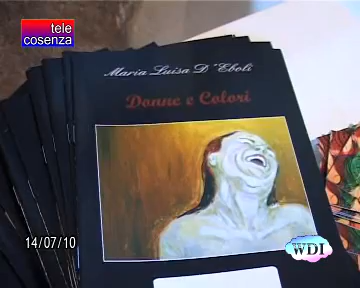 tele
cosenza
Maria Luisa D'Eboli
Donne e Colori
14/07/10
WDI